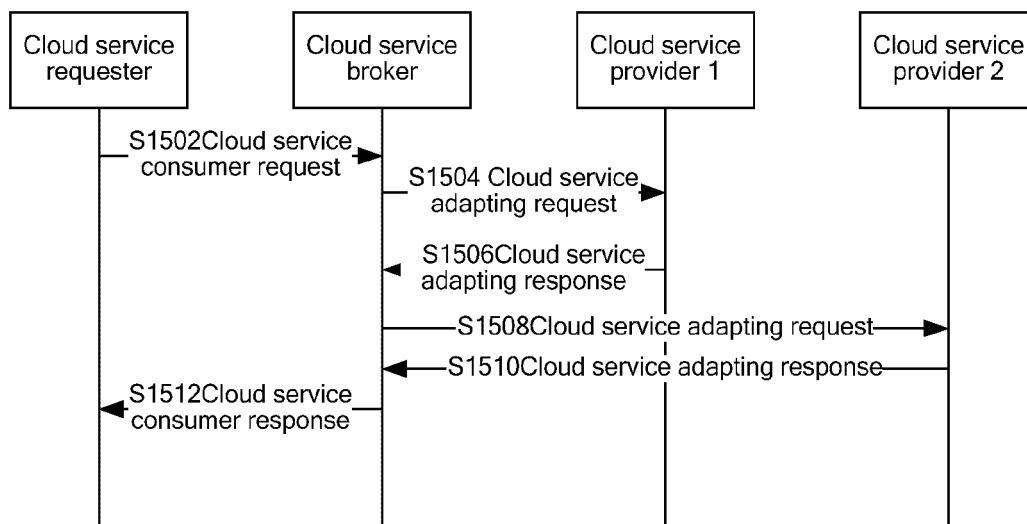 Cloud service
requester
Cloud service
broker
Cloud service
provider 1
Cloud service
provider 2
S1502Cloud service
consumer request
S1504 Cloud service
adapting request
S1506Cloud service
adapting response
S1508Cloud service adapting request
S1510Cloud service adapting response
S1512Cloud service
consumer response